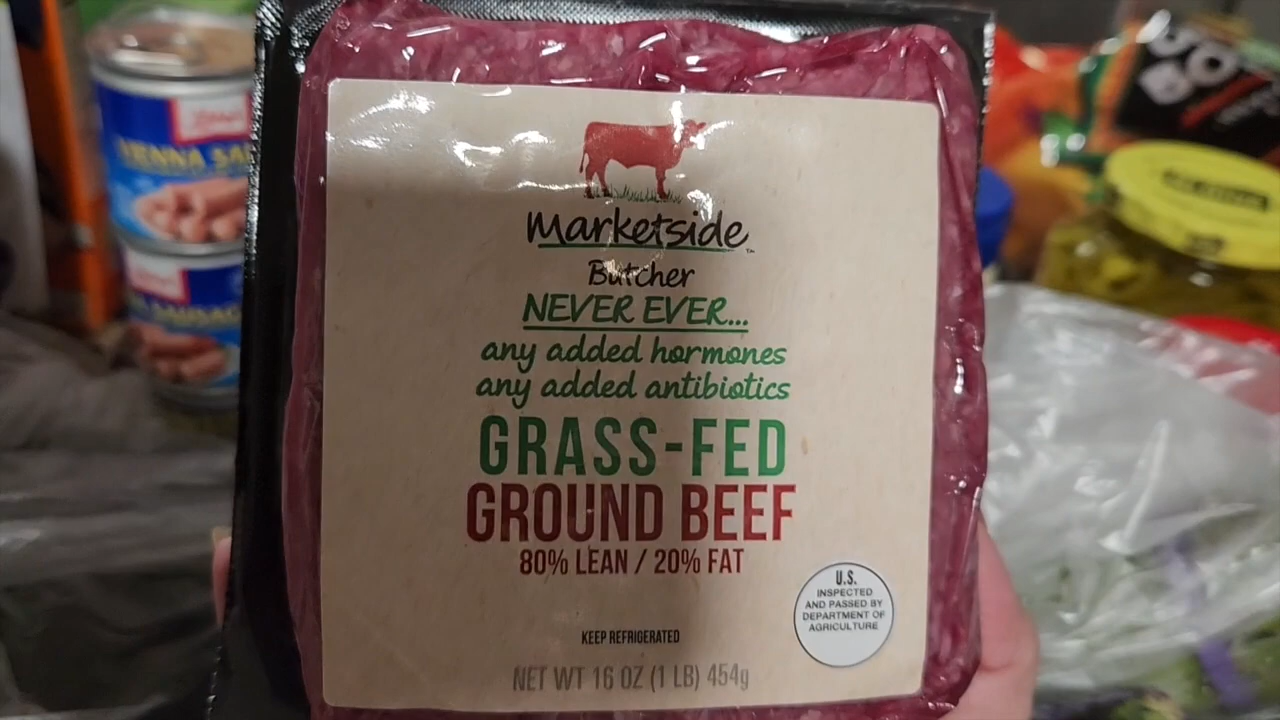 Marketside
Butcher
NEVER EVER...
any added hormones
any added antibiotics
GRASS-FED
GROUND BEEF
80% LEAN / 20% FAT
U.S.
INSPECTED
AND PASSED BY
DEPARTMENT OF
AGRICULTURE
KEEP REFRIGERATED
NET WT 16 OZ (1 LB) 454g
VIENNA